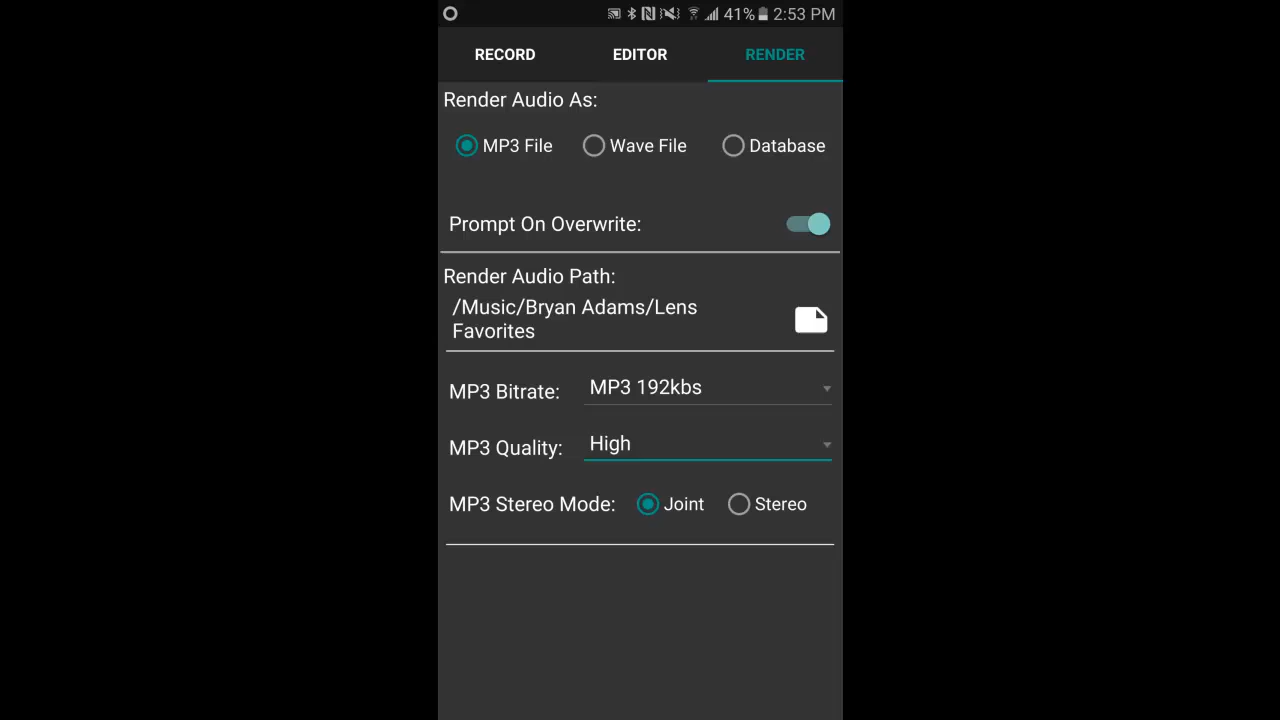 41% 2:53 PM
RECORD EDITOR RENDER
Render Audio As:
MP3 File Wave File Database
Prompt On Overwrite:
Render Audio Path:
/Music/Bryan Adams/Lens
Favorites
MP3 Bitrate: MP3 192kbs
MP3 Quality: High
MP3 Stereo Mode: Joint Stereo